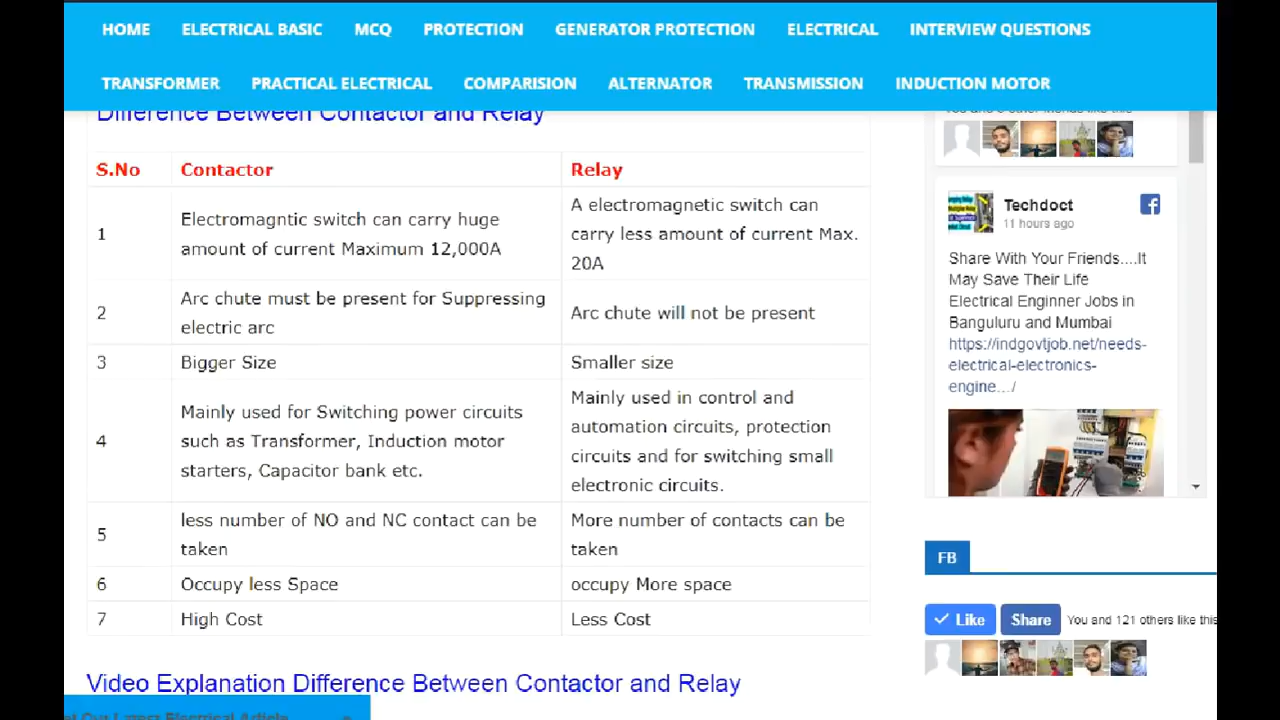 HOME ELECTRICAL BASIC MCQ PROTECTION GENERATOR PROTECTION ELECTRICAL INTERVIEW QUESTIONS
TRANSFORMER PRACTICAL ELECTRICAL COMPARISION ALTERNATOR TRANSMISSION INDUCTION MOTOR
Difference Between Contactor and Relay
S.No Contactor Relay
1
Electromagntic switch can carry huge
amount of current Maximum 12,000A
A electromagnetic switch can
carry less amount of current Max.
20A
2
Arc chute must be present for Suppressing
electric arc
Arc chute will not be present
3 Bigger Size Smaller size
4
Mainly used for Switching power circuits
such as Transformer, Induction motor
starters, Capacitor bank etc.
Mainly used in control and
automation circuits, protection
circuits and for switching small
electronic circuits.
5
less number of NO and NC contact can be
taken
More number of contacts can be
taken
6 Occupy less Space occupy More space
7 High Cost Less Cost
Video Explanation Difference Between Contactor and Relay
Our Latest Electrical Article
Techdoct
11 hours ago
Share With Your Friends....It
May Save Their Life
Electrical Enginner Jobs in
Banguluru and Mumbai
https://indgovtjob.net/needs-
electrical-electronics-
engine.../
FB
Like Share You and 121 others like this